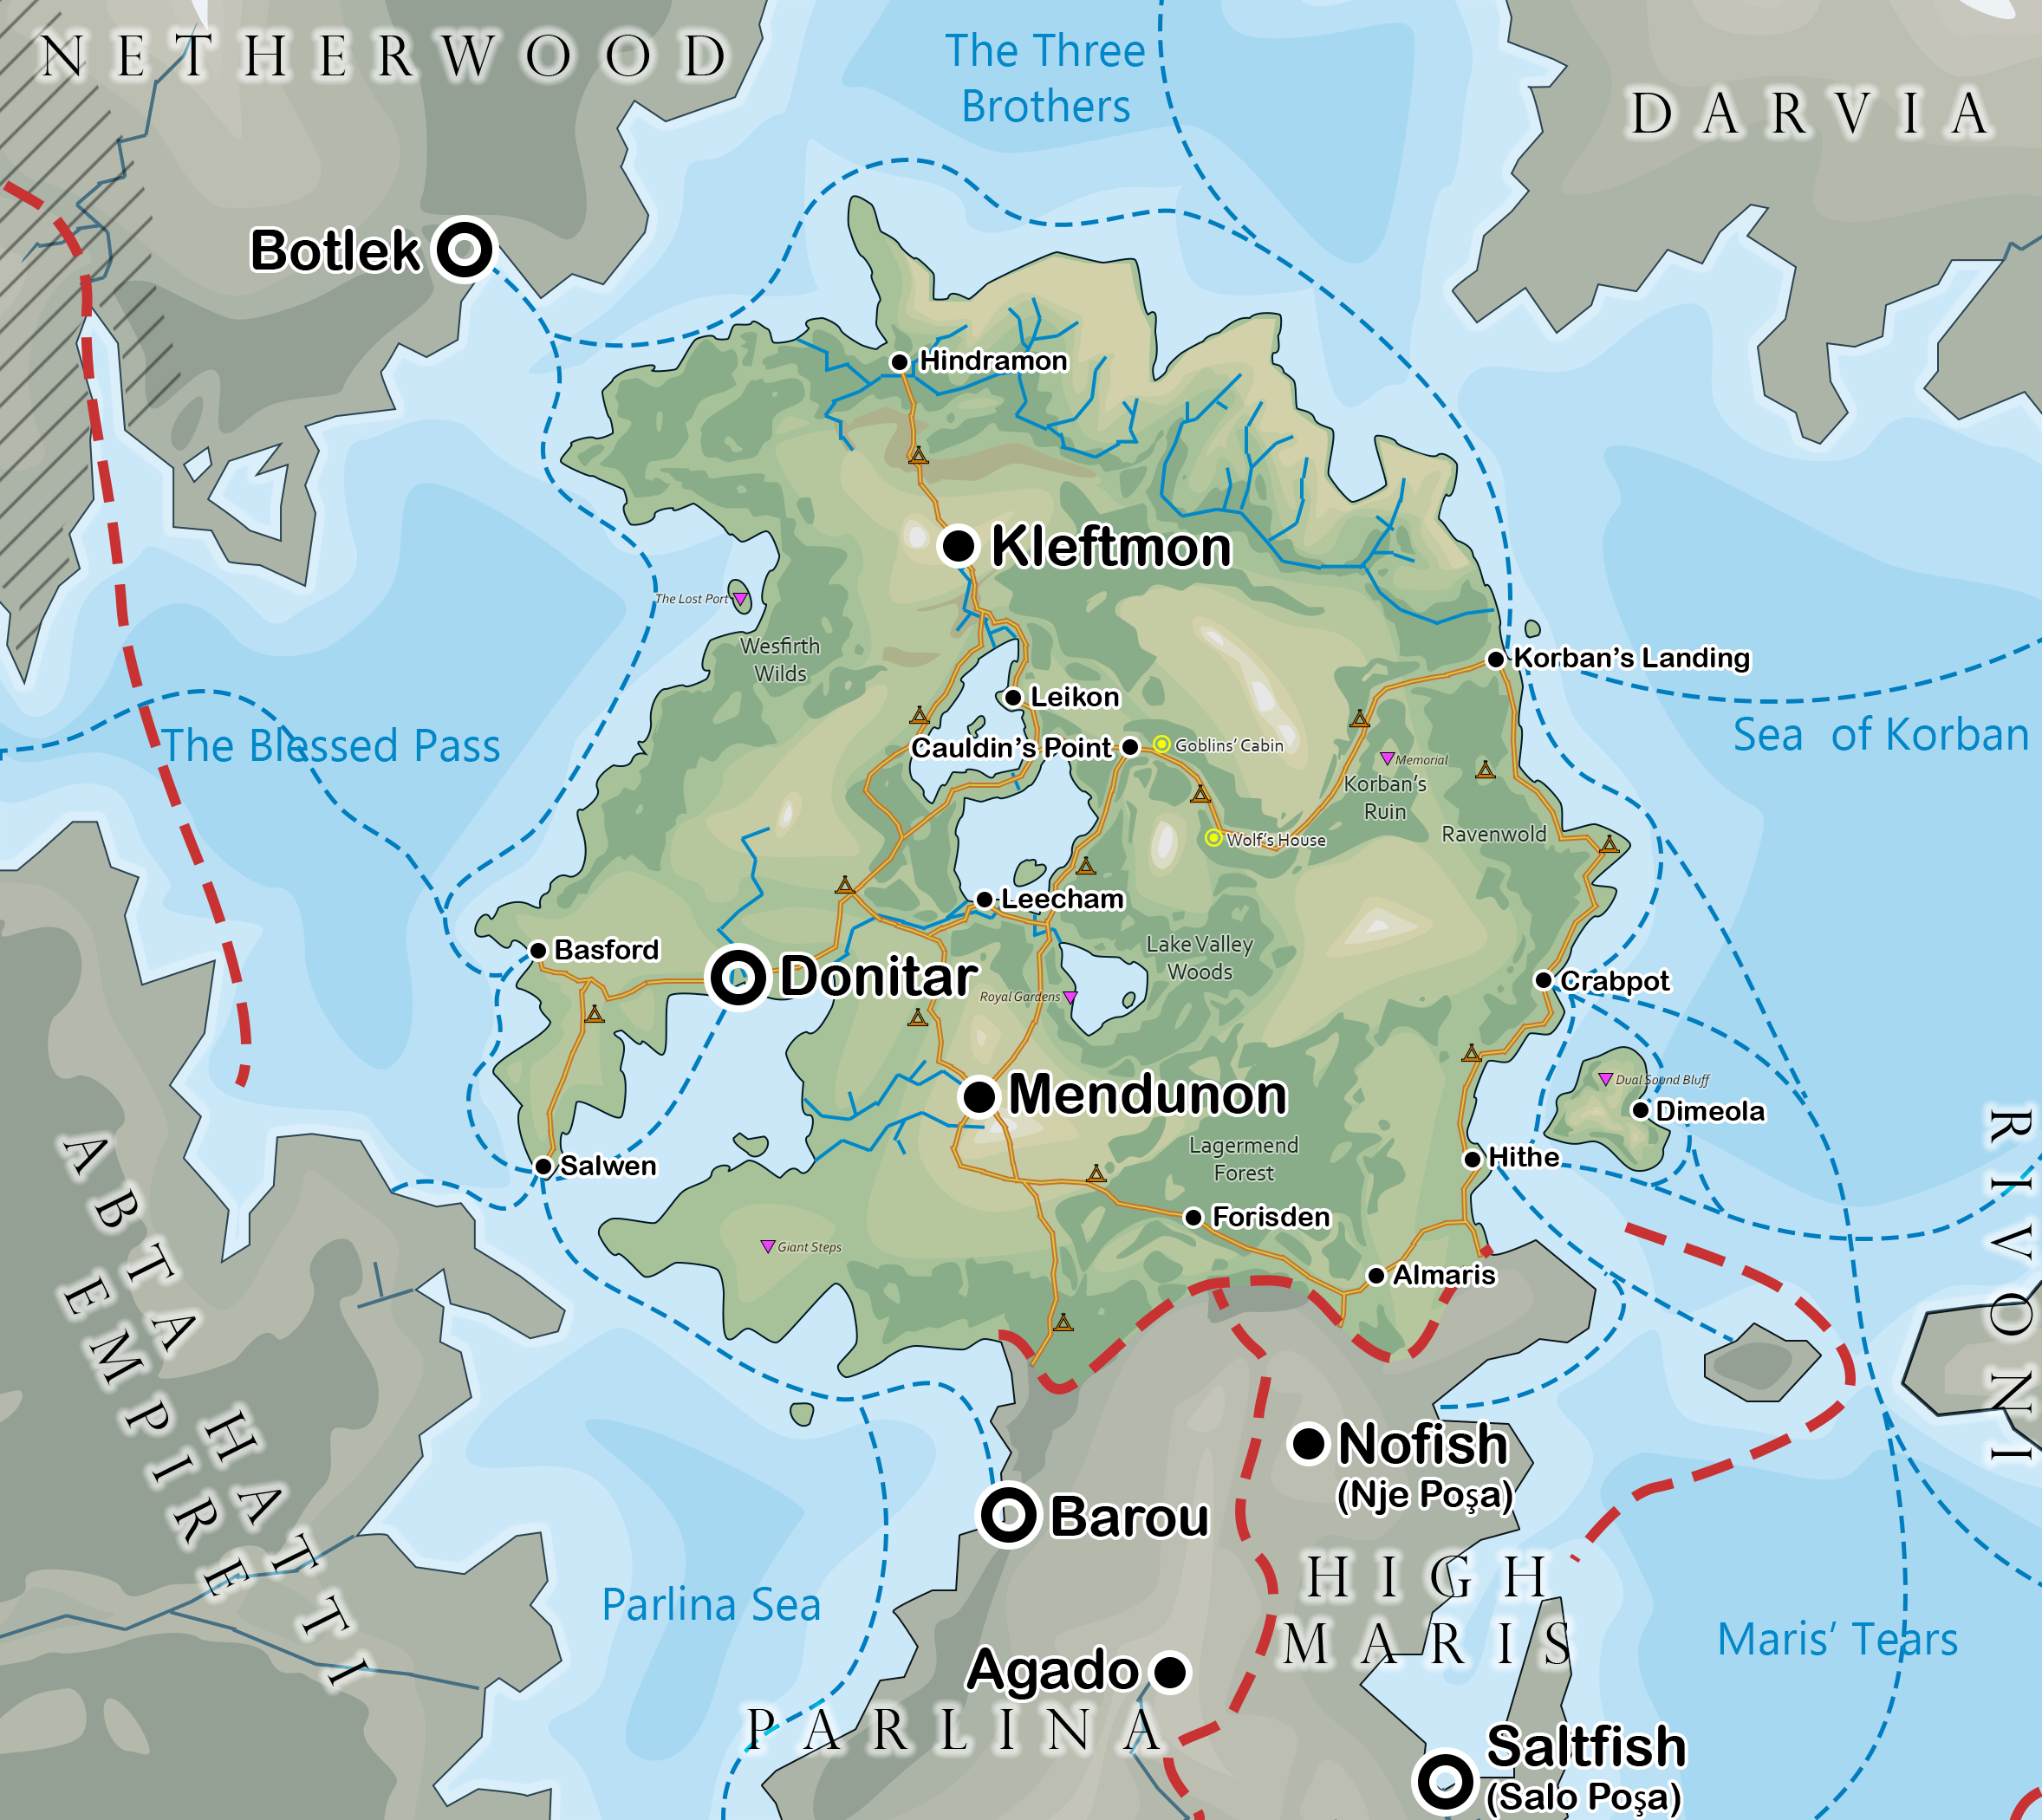 NETHERWOOD
The Three
Brothers
DARVIA
Botlek
Hindramon
Kleftmon
The Lost Port
Wesfirth
Wilds
Korban's Landing
Leikon
The Blessed Pass
Sea of Korban
Cauldin's Point
Goblins' Cabin
Memorial
Korban's
Ruin
Ravenwold
Wolf's House
Leecham
Basford
Lake Valley
Woods
Donitar
Crabpot
Royal Gardens
Dual Sound Bluff
Mendunon
Dimeola
RIVONI
Lagermend
Forest
Hithe
Salwen
ABTA HATTI
EMPIRE
Forisden
Giant Steps
Almaris
Nofish
(Nje Poşa)
Barou
HIGH
MARIS
Parlina Sea
Maris' Tears
Agado
PARLINA
Saltfish
(Salo Poşa)